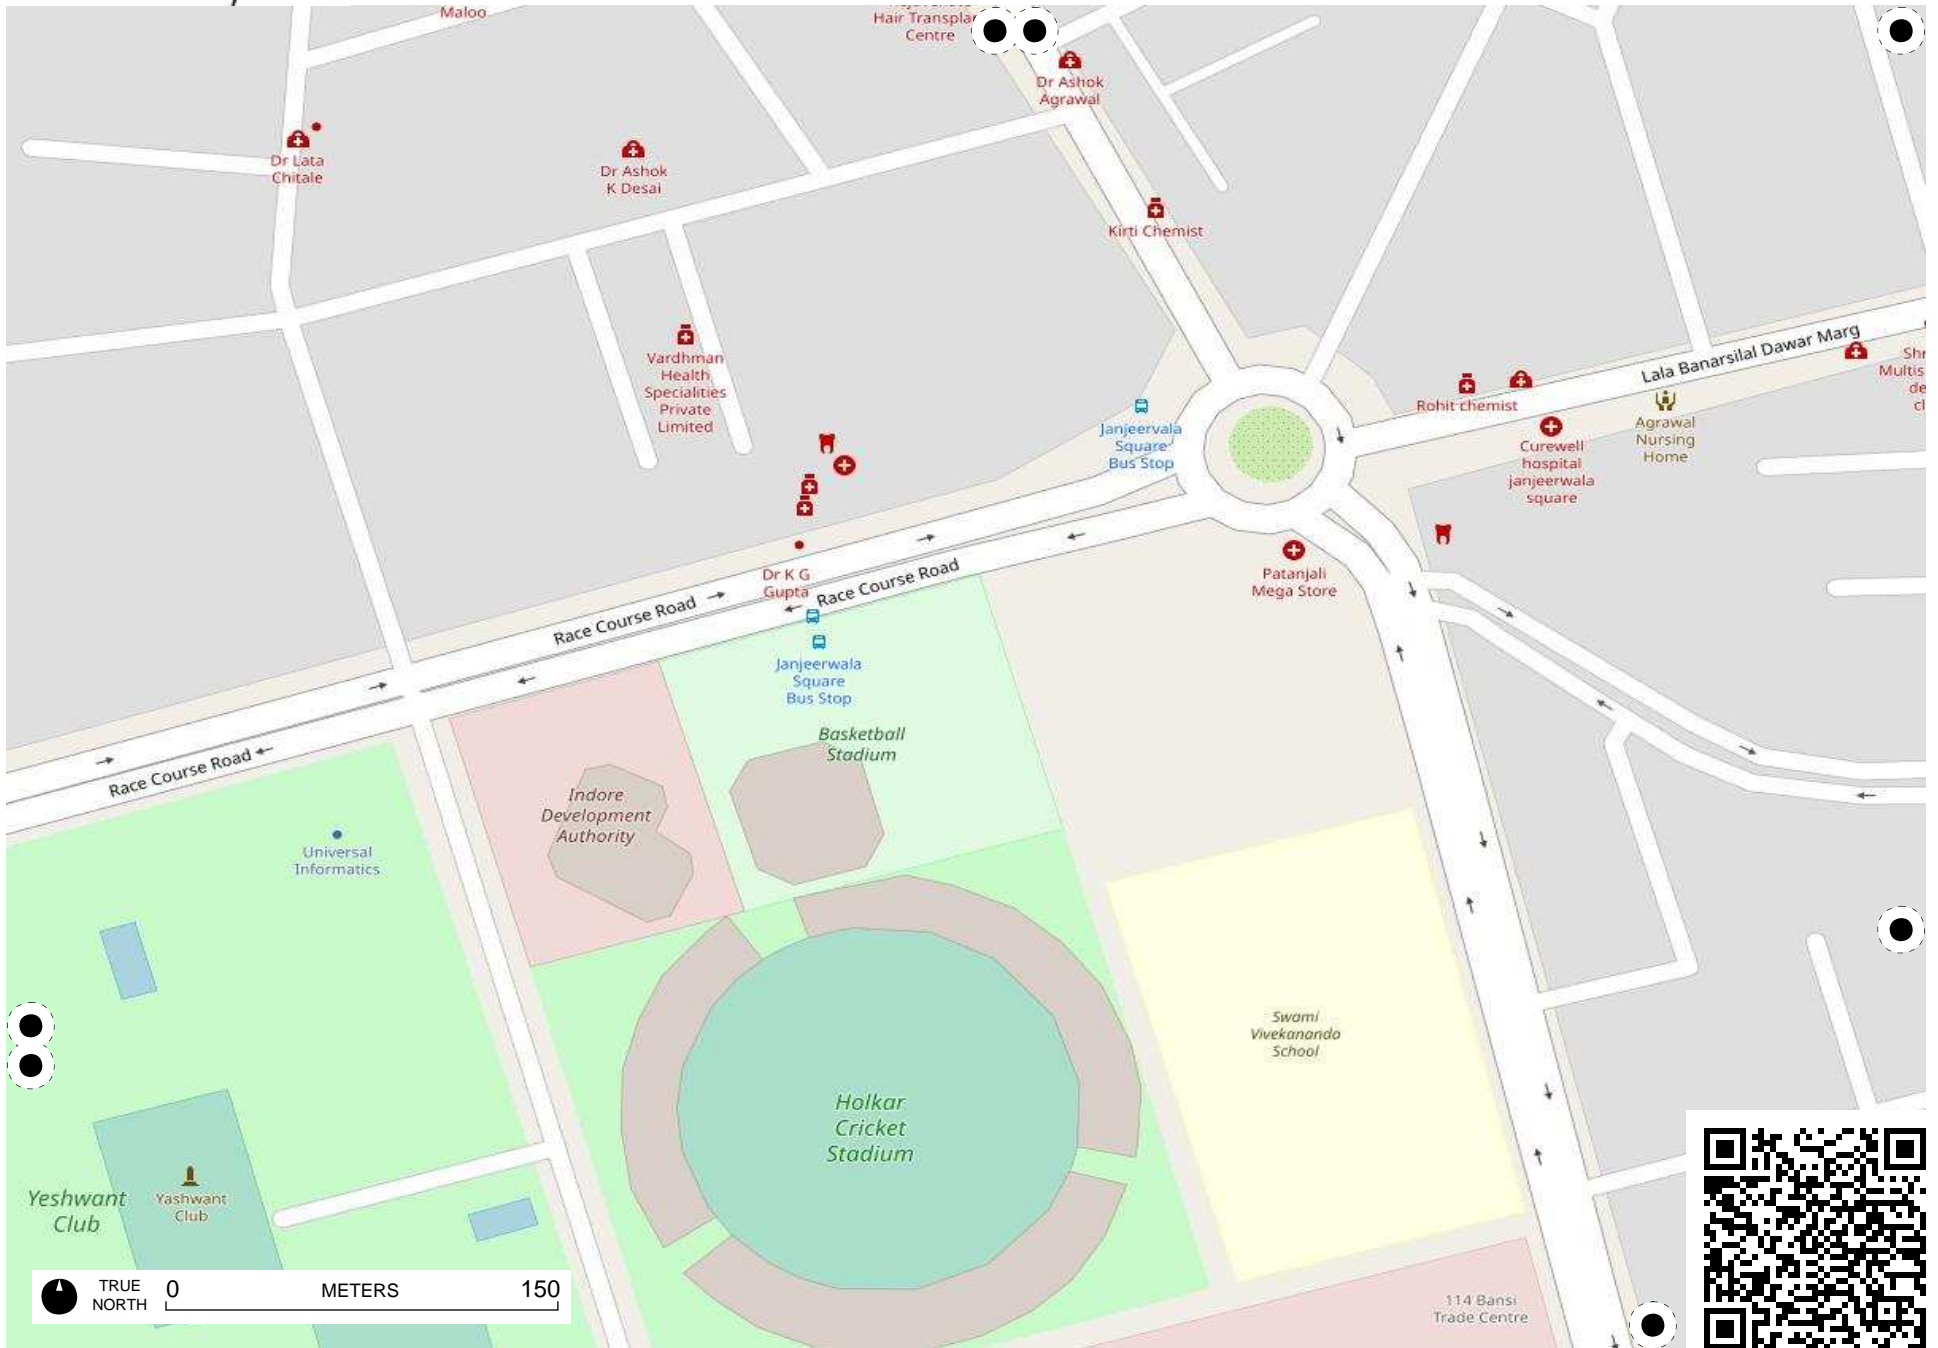 Maloo
Hair Transplan
Centre
Dr Ashok
Agrawal
Dr Lata
Chitale
Dr Ashok
K Desai
Kirti Chemist
Vardhman
Health
Specialities
Private
Limited
Lala Banarsilal Dawar Marg
Rohit chemist
Janjeervala
Square
Bus Stop
Agrawal
Nursing
Home
Curewell
hospital
janjeerwala
square
Dr K G
Gupta
Patanjali
Mega Store
Race Course Road
Race Course Road
Janjeerwala
Square
Bus Stop
Basketball
Stadium
Race Course Road
Indore
Development
Authority
Universal
Informatics
Swami
Vivekananda
School
Holkar
Cricket
Stadium
Yeshwant
Club
Yashwant
Club
TRUE
NORTH
0 METERS 150
114 Bansi
Trade Centre